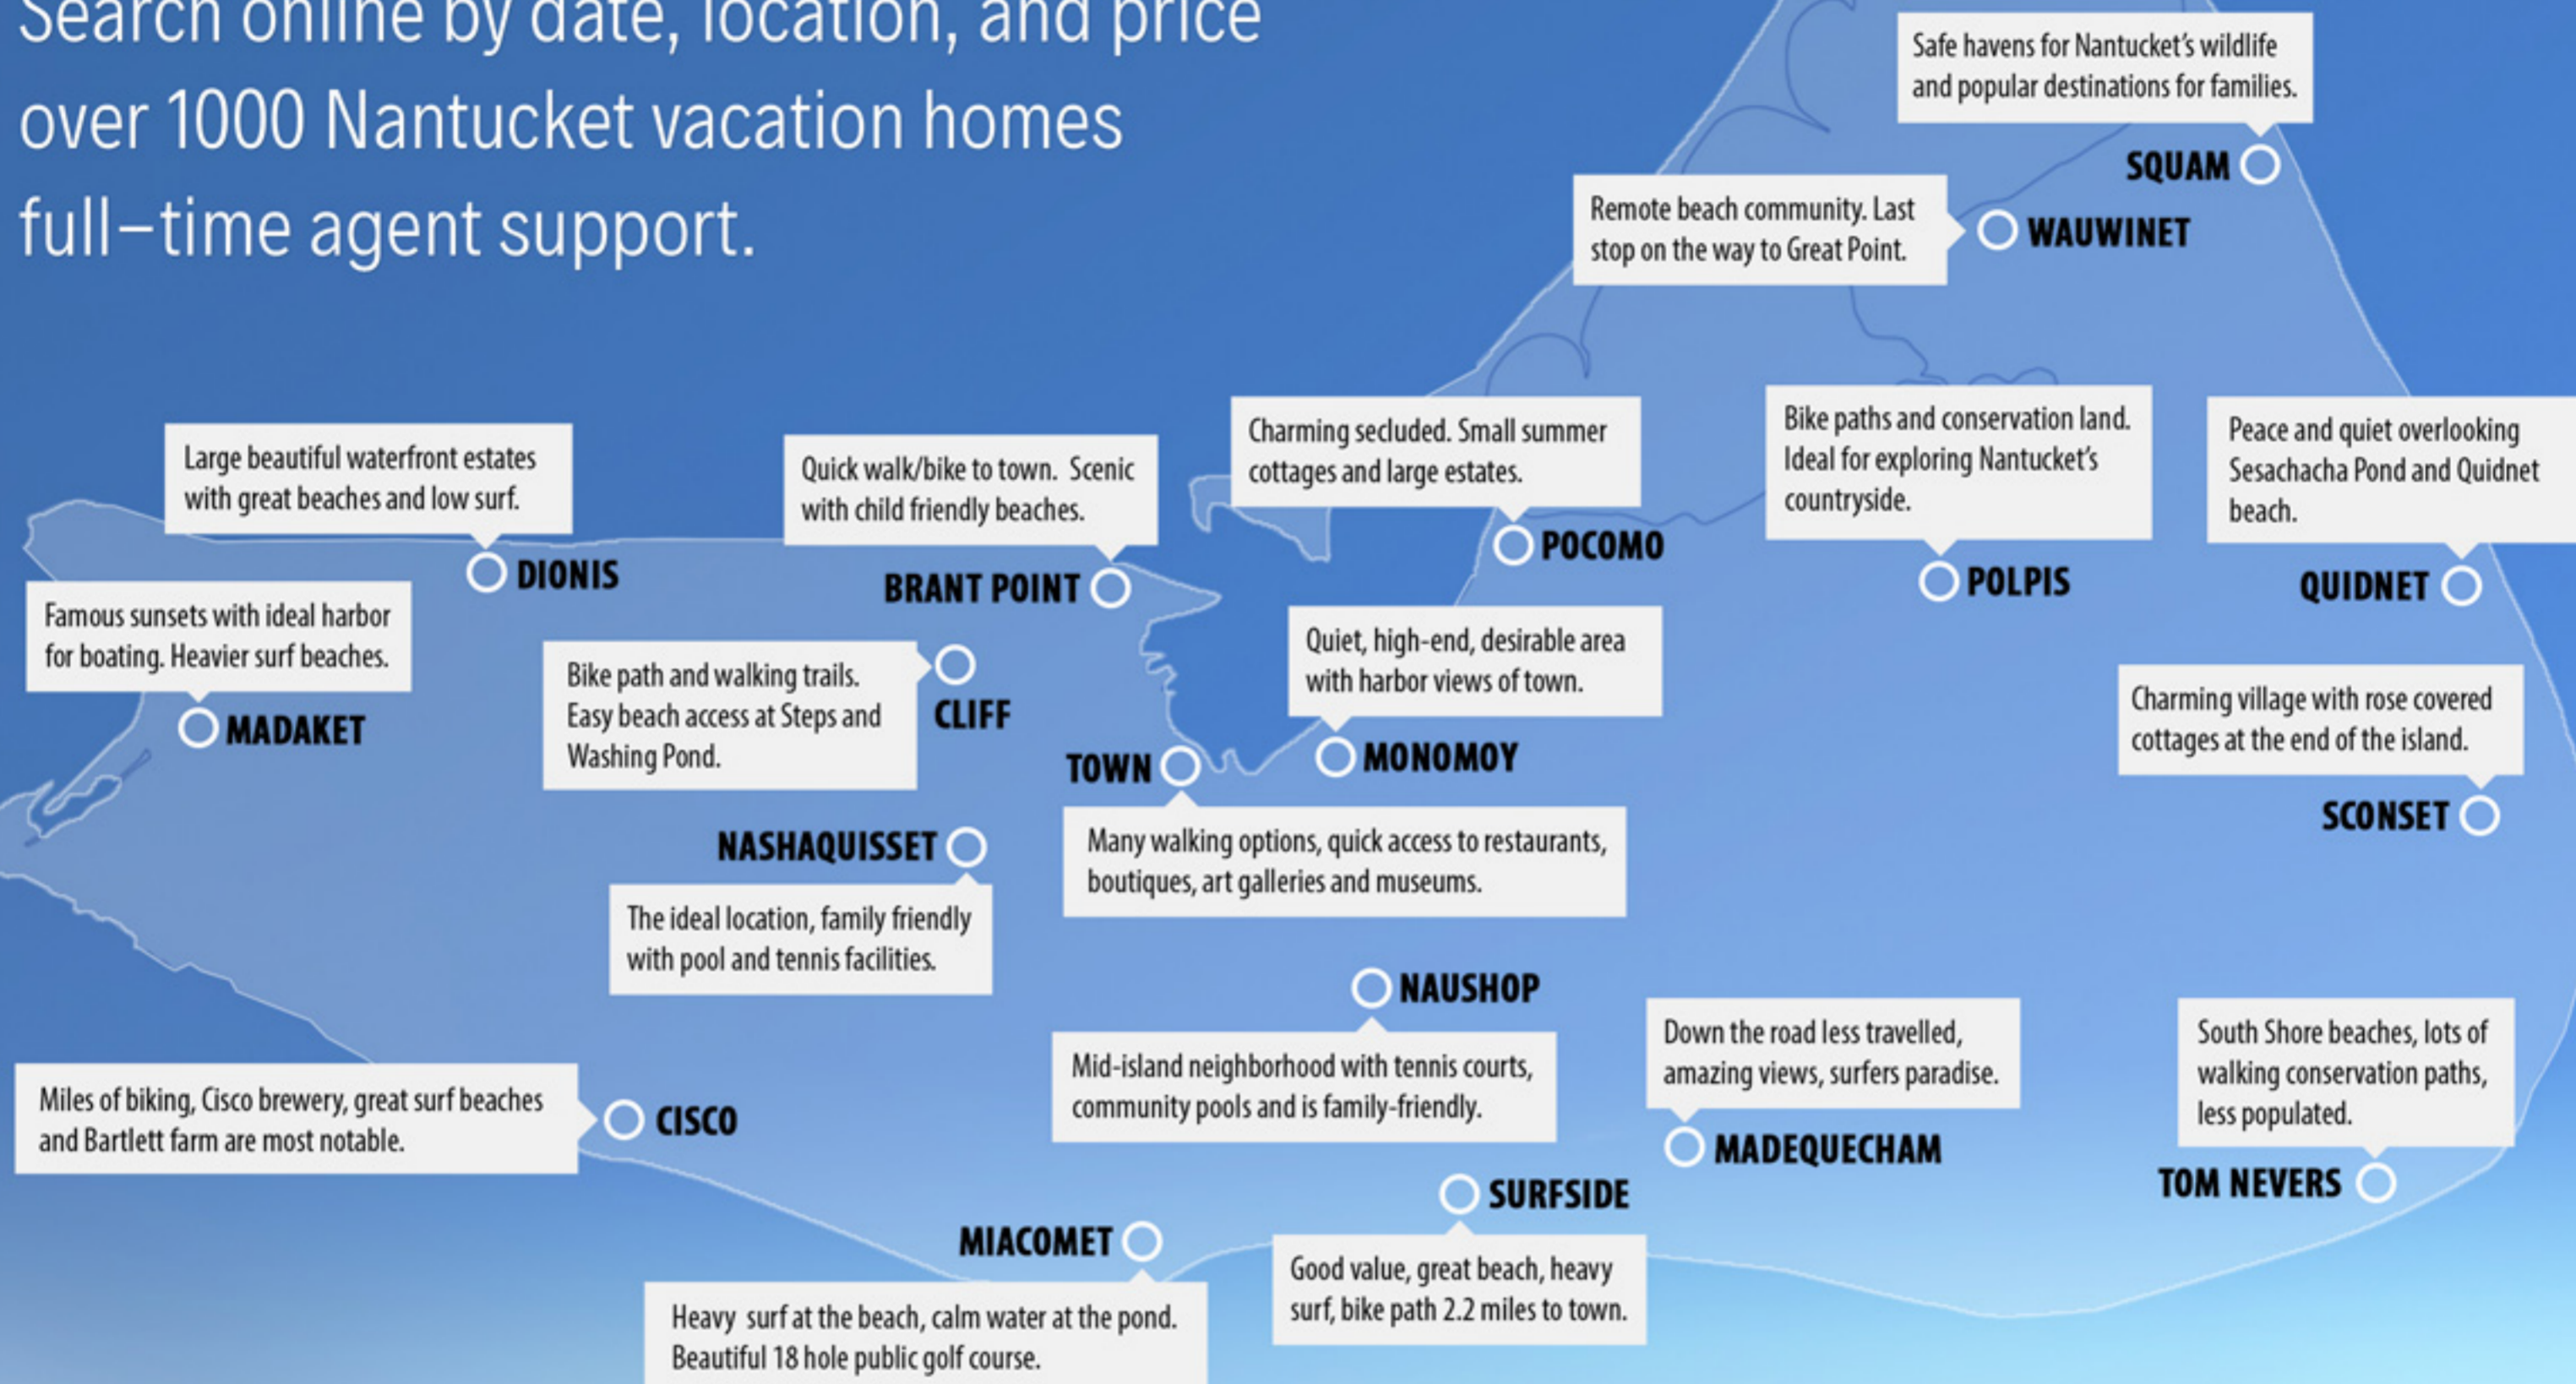 Search online by date, location, and price
over 1000 Nantucket vacation homes
full–time agent support.
Safe havens for Nantucket's wildlife
and popular destinations for families.
SQUAM
Remote beach community. Last
stop on the way to Great Point.
WAUWINET
Large beautiful waterfront estates
with great beaches and low surf.
DIONIS
Quick walk/bike to town. Scenic
with child friendly beaches.
BRANT POINT
Charming secluded. Small summer
cottages and large estates.
POCOMO
Bike paths and conservation land.
Ideal for exploring Nantucket's
countryside.
POLPIS
Peace and quiet overlooking
Sesachacha Pond and Quidnet
beach.
QUIDNET
Famous sunsets with ideal harbor
for boating. Heavier surf beaches.
MADAKET
Bike path and walking trails.
Easy beach access at Steps and
Washing Pond.
CLIFF
Quiet, high-end, desirable area
with harbor views of town.
MONOMOY
TOWN
Many walking options, quick access to restaurants,
boutiques, art galleries and museums.
Charming village with rose covered
cottages at the end of the island.
SCONSET
NASHAQUISSET
The ideal location, family friendly
with pool and tennis facilities.
NAUSHOP
Mid-island neighborhood with tennis courts,
community pools and is family-friendly.
Down the road less travelled,
amazing views, surfers paradise.
MADEQUECHAM
South Shore beaches, lots of
walking conservation paths,
less populated.
TOM NEVERS
Miles of biking, Cisco brewery, great surf beaches
and Bartlett farm are most notable.
CISCO
SURFSIDE
Good value, great beach, heavy
surf, bike path 2.2 miles to town.
MIACOMET
Heavy surf at the beach, calm water at the pond.
Beautiful 18 hole public golf course.